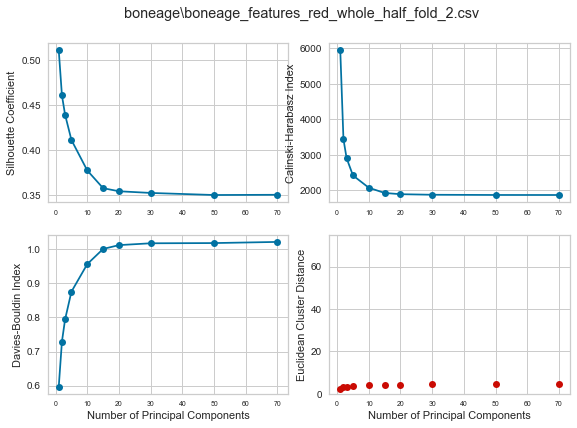 boneage\boneage_features_red_whole_half_fold_2.csv
Silhouette Coefficient
0.50
0.45
0.40
0.35
0 10 20 30 40 50 60 70
Calinski-Harabasz Index
6000
5000
4000
3000
2000
0 10 20 30 40 50 60 70
Davies-Bouldin Index
1.0
0.9
0.8
0.7
0.6
0 10 20 30 40 50 60 70
Number of Principal Components
Euclidean Cluster Distance
60
40
20
0
0 10 20 30 40 50 60 70
Number of Principal Components